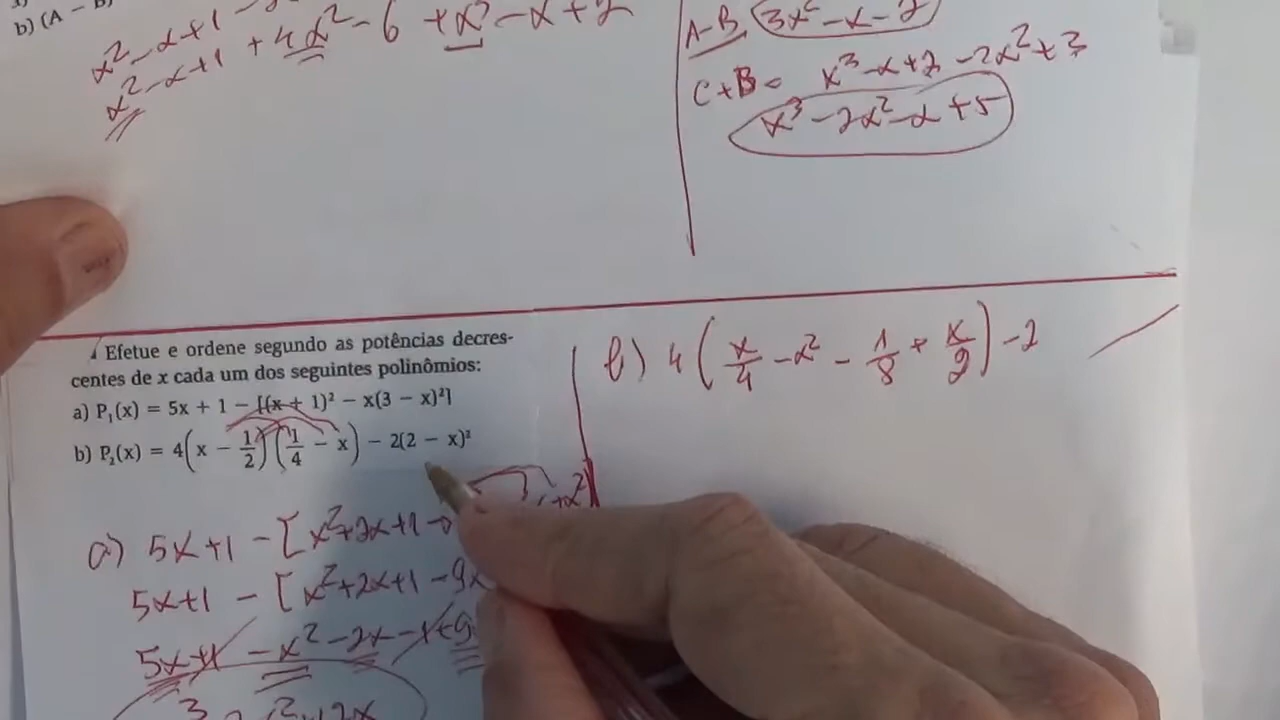 b) (A − B)
x² − x + 1
x² − x + 1 + 4x² − 6 + x² − x + 2
A−B 3x² − x − 2
C+B = x³ − x + 2 − 2x² + 3
x³ − 2x² − x + 5
Efetue e ordene segundo as potências decres-
centes de x cada um dos seguintes polinômios:
a) P₁(x) = 5x + 1 − [(x + 1)² − x(3 − x)²]
b) P₂(x) = 4(x − 1/2)(1/4 − x) − 2(2 − x)²
b) 4(x/4 − x² − 1/8 + x/2) − 2
a) 5x+1 − [x²+2x+1 − +x²)
5x+1 − [x²+2x+1 − 9x
5x+1 − x² − 2x − 1 + 9